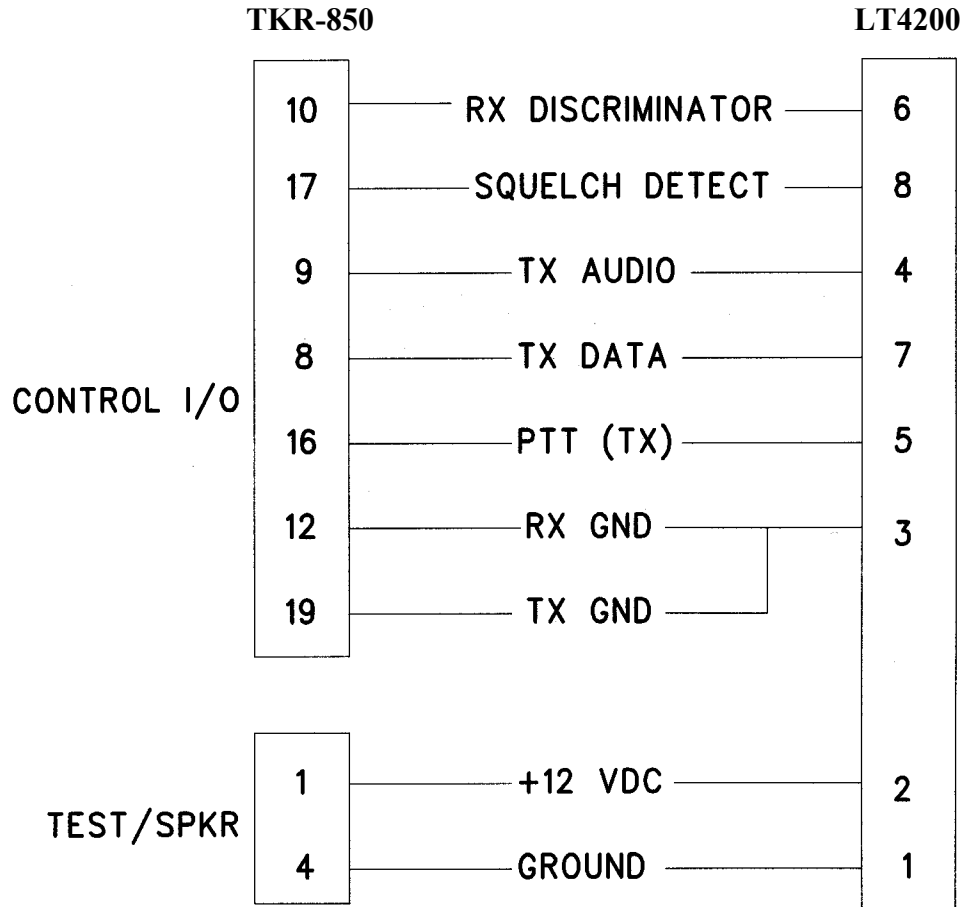 TKR-850 LT4200
10 RX DISCRIMINATOR 6
17 SQUELCH DETECT 8
9 TX AUDIO 4
8 TX DATA 7
CONTROL I/O
16 PTT (TX) 5
12 RX GND 3
19 TX GND
1 +12 VDC 2
TEST/SPKR
4 GROUND 1